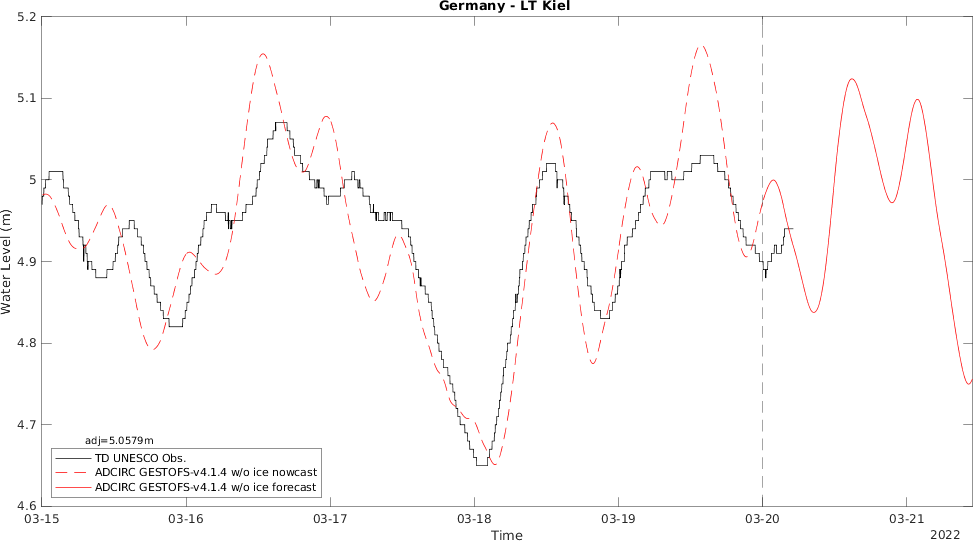 Germany - LT Kiel
5.2
5.1
5
4.9
4.8
4.7
4.6
Water Level (m)
adj=5.0579m
TD UNESCO Obs.
ADCIRC GESTOFS-v4.1.4 w/o ice nowcast
ADCIRC GESTOFS-v4.1.4 w/o ice forecast
03-15 03-16 03-17 03-18 03-19 03-20 03-21
Time
2022